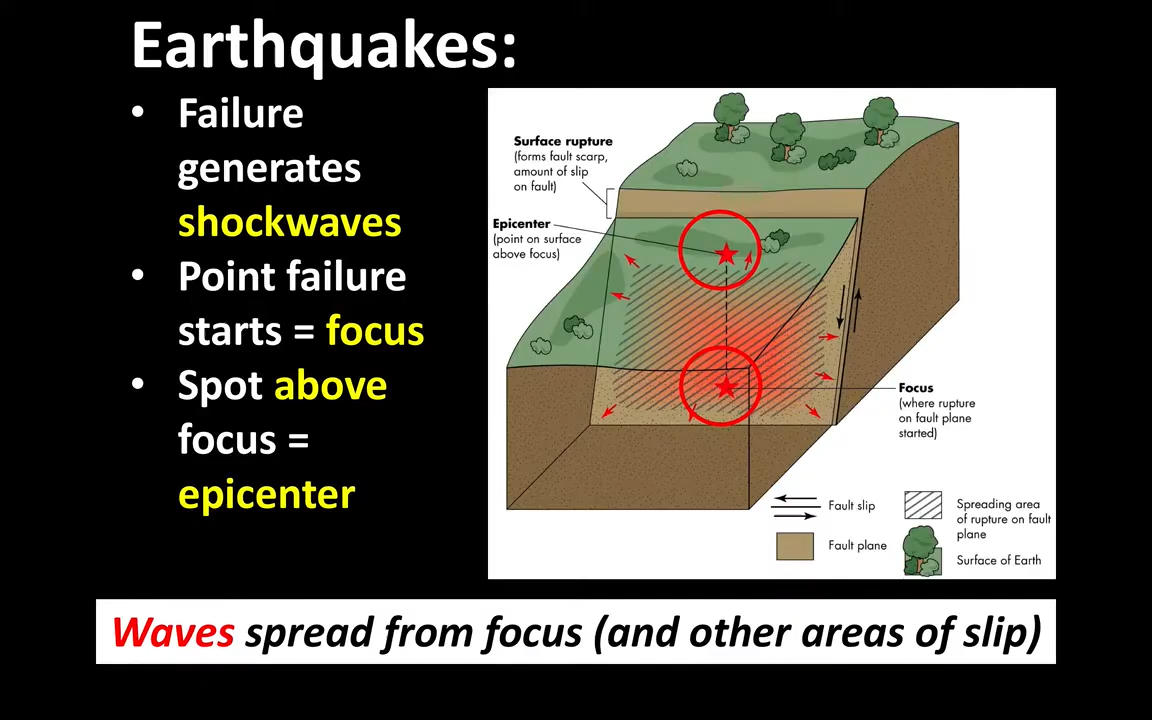 Earthquakes:
• Failure
generates
shockwaves
• Point failure
starts = focus
• Spot above
focus =
epicenter
Surface rupture
(forms fault scarp,
amount of slip
on fault)
Epicenter
(point on surface
above focus)
Focus
(where rupture
on fault plane
started)
Fault slip
Fault plane
Spreading area
of rupture on fault
plane
Surface of Earth
Waves spread from focus (and other areas of slip)